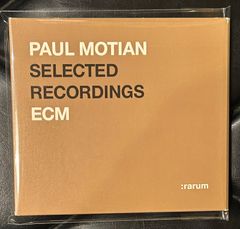 PAUL MOTIAN
SELECTED
RECORDINGS
ECM
:rarum